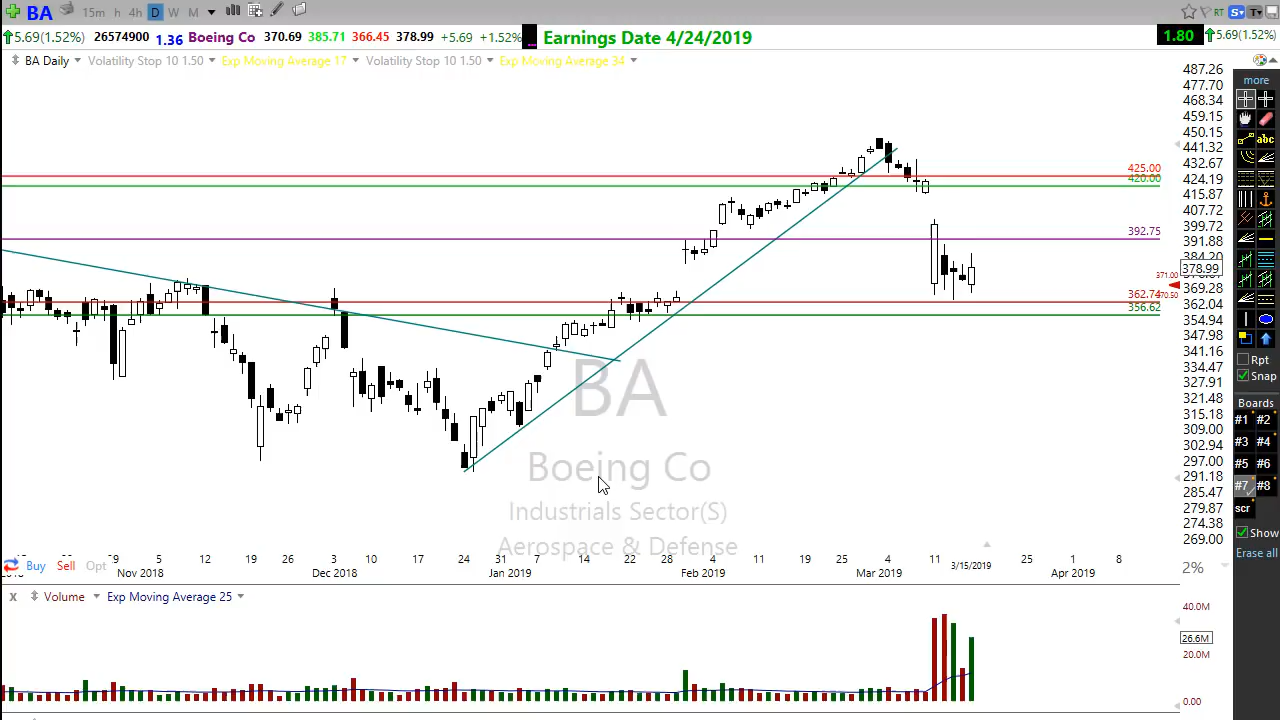 BA 15m h 4h D W M RT S T
5.69(1.52%) 26574900 1.36 Boeing Co 370.69 385.71 366.45 378.99 +5.69 +1.52% Earnings Date 4/24/2019 1.80 5.69(1.52%)
BA Daily Volatility Stop 10 1.50 Exp Moving Average 17 Volatility Stop 10 1.50 Exp Moving Average 34
487.26
477.70
468.34
459.15
450.15
441.32
432.67
424.19
415.87
407.72
399.72
391.88
384.20
378.99
369.28
362.04
354.94
347.98
341.16
334.47
327.91
321.48
315.18
309.00
302.94
297.00
291.18
285.47
279.87
274.38
269.00
425.00
420.00
392.75
371.00
362.74
356.62
more
abc
Rpt
Snap
Boards
#1 #2
#3 #4
#5 #6
#7 #8
scr
Show
Erase all
BA
Boeing Co
Industrials Sector(S)
Aerospace & Defense
5 12 19 26 3 10 17 24 31 7 14 22 28 4 11 19 25 4 11 3/15/2019 25 1 8
Nov 2018 Dec 2018 Jan 2019 Feb 2019 Mar 2019 Apr 2019
Buy Sell Opt
2%
x Volume Exp Moving Average 25
40.0M
26.6M
20.0M
0.00